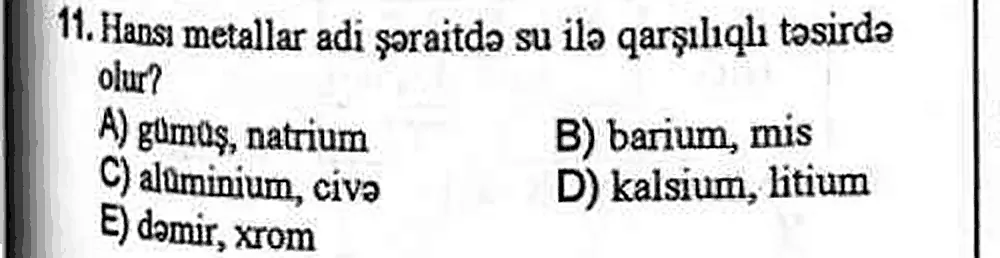 11. Hansı metallar adi şəraitdə su ilə qarşılıqlı təsirdə
olur?
A) gümüş, natrium
B) barium, mis
C) alüminium, civə
D) kalsium, litium
E) dəmir, xrom